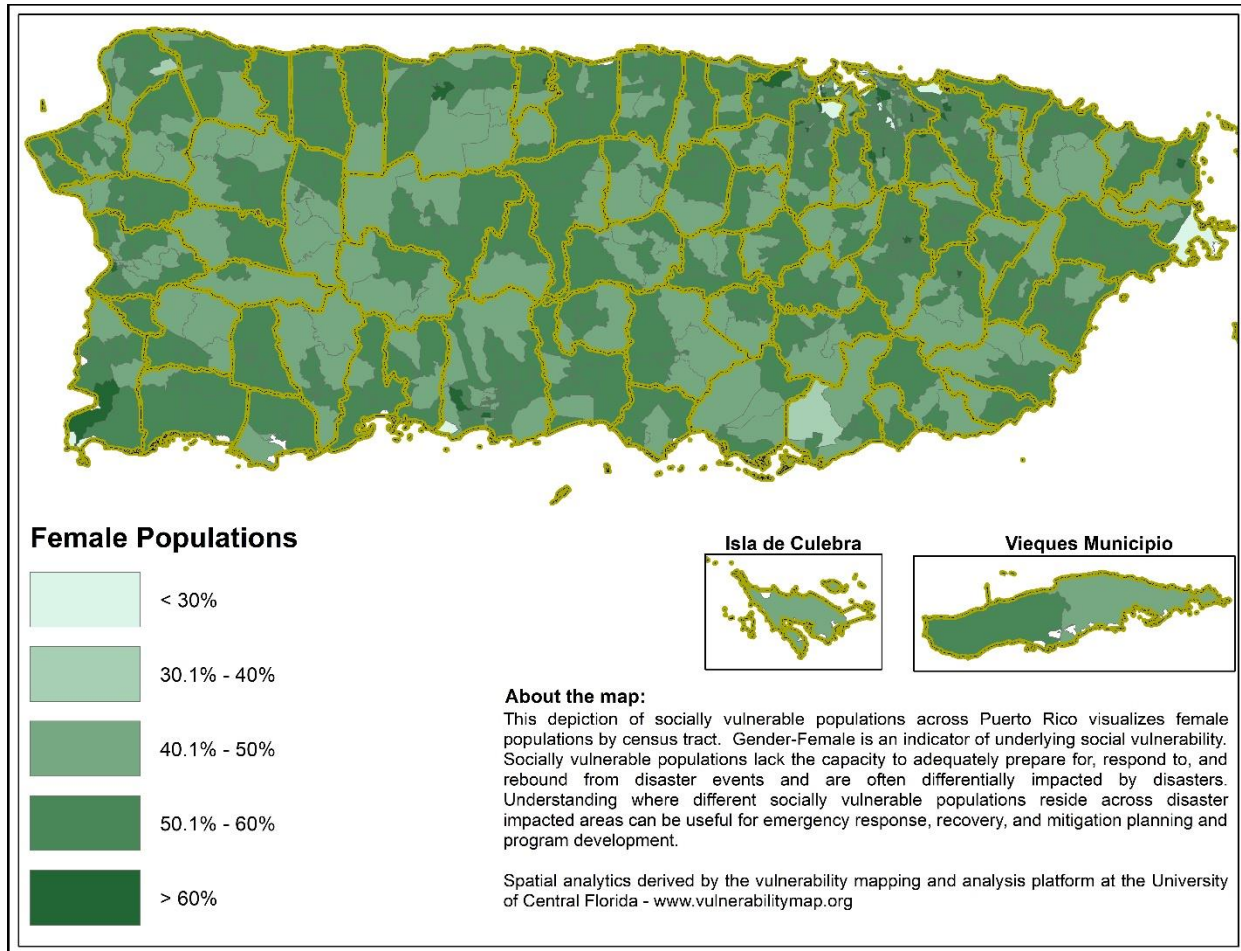 Female Populations
< 30%
30.1% - 40%
40.1% - 50%
50.1% - 60%
> 60%
Isla de Culebra
Vieques Municipio
About the map:
This depiction of socially vulnerable populations across Puerto Rico visualizes female
populations by census tract. Gender-Female is an indicator of underlying social vulnerability.
Socially vulnerable populations lack the capacity to adequately prepare for, respond to, and
rebound from disaster events and are often differentially impacted by disasters.
Understanding where different socially vulnerable populations reside across disaster
impacted areas can be useful for emergency response, recovery, and mitigation planning and
program development.
Spatial analytics derived by the vulnerability mapping and analysis platform at the University
of Central Florida - www.vulnerabilitymap.org